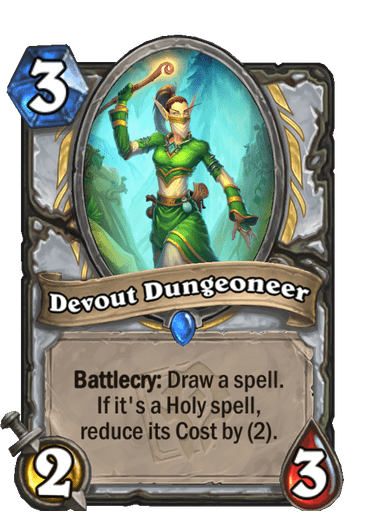 3
Devout Dungeoneer
Battlecry: Draw a spell.
If it's a Holy spell,
reduce its Cost by (2).
2
3